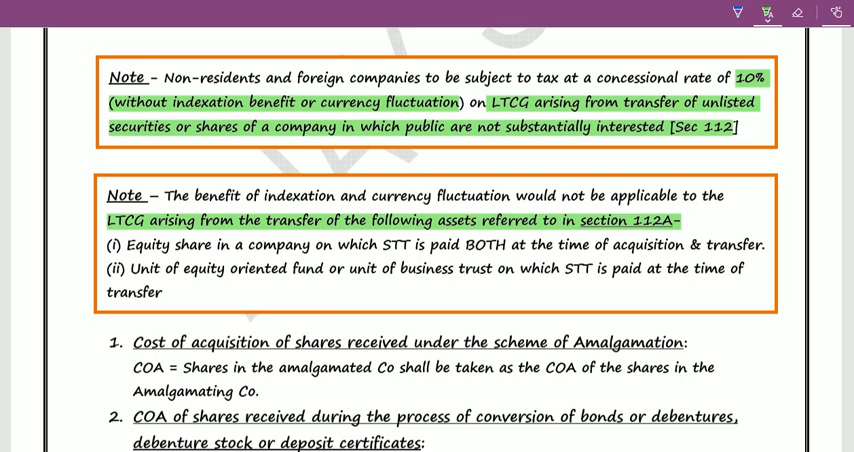 Note - Non-residents and foreign companies to be subject to tax at a concessional rate of 10%
(without indexation benefit or currency fluctuation) on LTCG arising from transfer of unlisted
securities or shares of a company in which public are not substantially interested [Sec 112]
Note – The benefit of indexation and currency fluctuation would not be applicable to the
LTCG arising from the transfer of the following assets referred to in section 112A-
(i) Equity share in a company on which STT is paid BOTH at the time of acquisition & transfer.
(ii) Unit of equity oriented fund or unit of business trust on which STT is paid at the time of
transfer
1. Cost of acquisition of shares received under the scheme of Amalgamation:
COA = Shares in the amalgamated Co shall be taken as the COA of the shares in the
Amalgamating Co.
2. COA of shares received during the process of conversion of bonds or debentures,
debenture stock or deposit certificates: